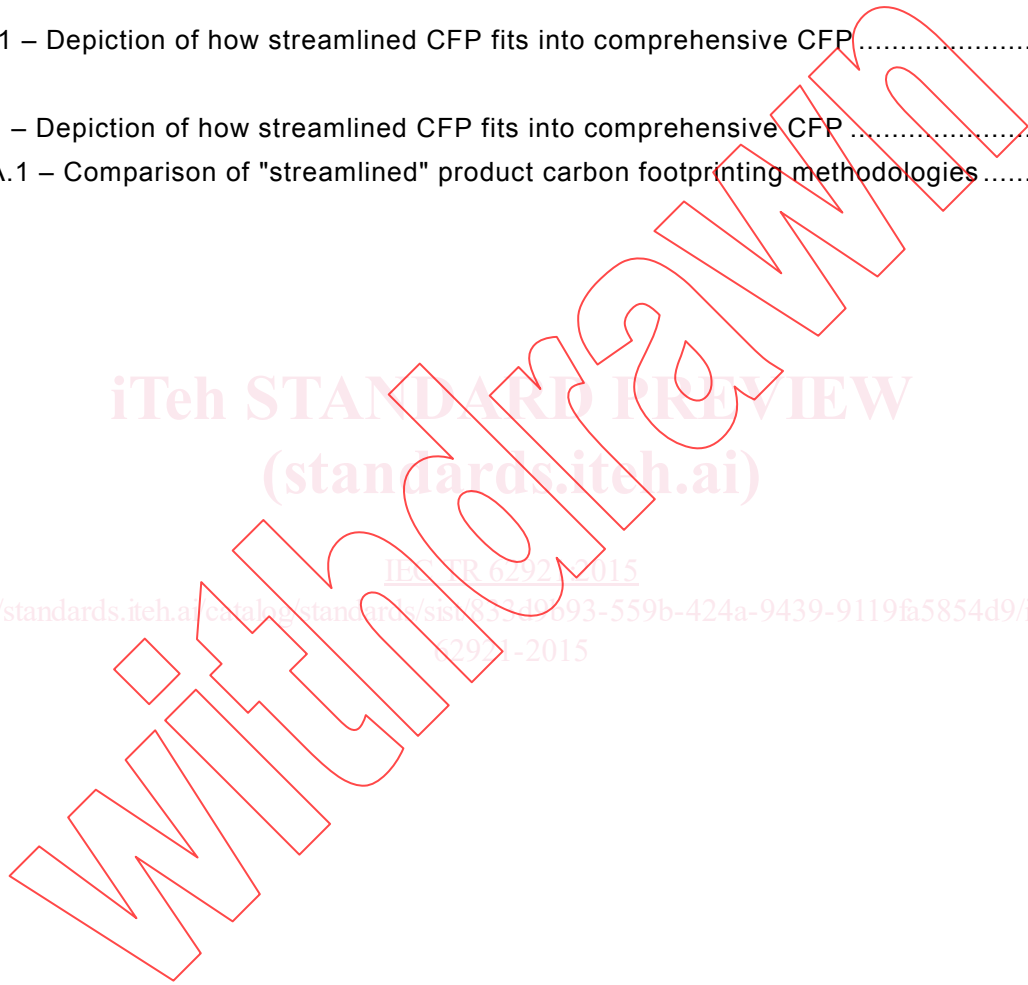 1 – Depiction of how streamlined CFP fits into comprehensive CFP .....................
– Depiction of how streamlined CFP fits into comprehensive CFP ......................
A.1 – Comparison of "streamlined" product carbon footprinting methodologies ......
iTeh STANDARD PREVIEW
(standards.iteh.ai)
IEC TR 62921:2015
/standards.iteh.ai/catalog/standards/sist/833d9b93-559b-424a-9439-9119fa5854d9/
62921-2015
withdrawn